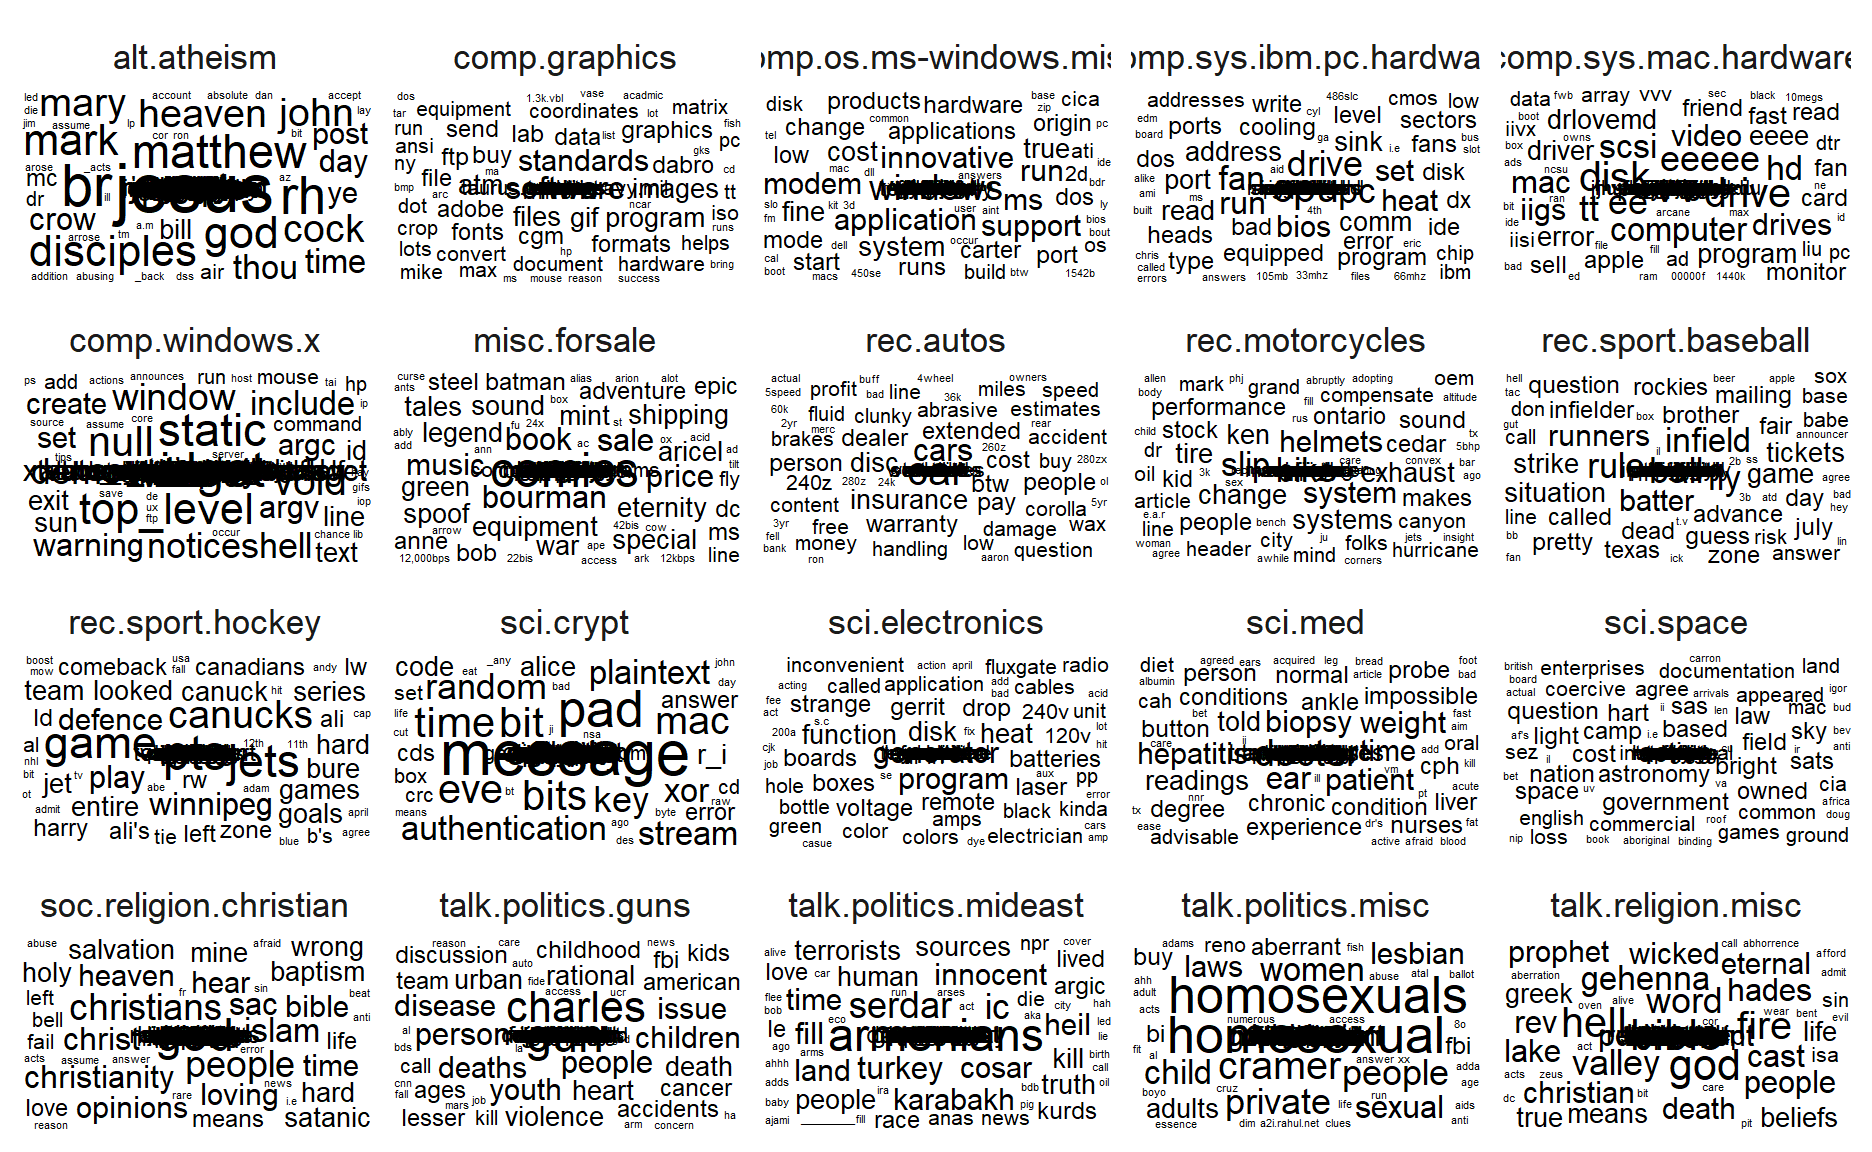 alt.atheism comp.graphics omp.os.ms-windows.mis omp.sys.ibm.pc.hardwa comp.sys.mac.hardware
led mary account absolute dan accept
die heaven john lay
jim assume lp cor ron bit post
mark matthew day
arose _acts az
mc ill rh ye
dr
crow arrose tm a.m bill god cock
disciples air thou time
addition abusing _back dss
dos 1.3k.vbl vase acadmic
tar equipment coordinates lot matrix
run send lab data list graphics fish
ansi gks pc
ny ftp buy standards dabro
file ma cd
bmp arc images tt
dot adobe ncar iso
crop fonts files gif program runs
lots convert cgm hp formats helps
mike max document hardware bring
ms mouse reason success
disk products hardware base cica
zip
tel change common applications origin pc
low cost innovative true ati
mac dll answers ide
modem run 2d bdr
slo kit 3d user aint ms dos ly
fm fine application support bios
mode dell system occur carter port bout
cal start runs os
boot macs 450se build btw 1542b
addresses write 486slc cmos low
edm cyl level sectors
board ports cooling ga sink i.e fans bus
dos address slot
alike port fan aid drive set disk
ami ms run pc heat dx
built read bad bios 4th comm ide
heads error eric
chris type equipped program chip
called
errors answers 105mb 33mhz files 66mhz ibm
data fwb array vvv sec black 10megs
boot drlovemd friend fast read
iivx owns video eeee dtr
box driver scsi
ads ncsu disk eeeee hd fan
mac ran drive ne
bit iigs tt ee arcane max card
ide computer drives id
iisi error file fill
bad sell apple ad program liu pc
ed ram 00000f 1440k monitor
comp.windows.x misc.forsale rec.autos rec.motorcycles rec.sport.baseball
ps add actions announces run host mouse tai hp
create window include ip
source assume core command
set null static argc id
tips server
void gifs
exit save de iop
sun top_level ux argv line
ftp
warning notice occur shell chance lib text
curse steel batman alias arion alot
ants adventure epic
tales sound box mint st shipping
ably legend fu 24x
book ac sale ox acid
ann aricel ad
music price tilt
green bourman fly
spoof eternity dc
anne arrow equipment 42bis cow special ms
bob war ape
12,000bps 22bis access ark 12kbps line
actual buff 4wheel owners
5speed profit bad line miles speed
60k fluid clunky 36k abrasive estimates
2yr merc rear
brakes dealer extended accident
person disc cars 260z cost buy 280zx
240z 280z 24k btw people ol
content insurance pay corolla 5yr
3yr free warranty damage wax
fell
bank money handling low question
ron aaron
allen mark phj grand abruptly adopting oem
body fill compensate altitude
performance rus ontario sound
child stock ken tx
dr helmets cedar 5bhp
tire care convex bar
oil kid 3k exhaust ago
article sex change system makes
e.a.r
line people bench systems canyon
woman city ju folks jets insight
agree header awhile mind corners hurricane
hell question rockies beer apple sox
tac mailing base
don infielder box brother fair babe
gut
call runners il infield announcer
strike tickets
2b ss game agree
situation batter 3b atd day bad
line called t.v advance hey
bb dead guess risk july lin
pretty texas
fan ick zone answer
rec.sport.hockey sci.crypt sci.electronics sci.med sci.space
boost comeback usa canadians andy lw
mow fall
team looked canuck hit series
ld defence canucks ali cap
al game 12th 11th hard
nhl
bit jet tv play rw jets bure
ot abe adam games
admit entire winnipeg goals april
harry ali's tie left zone blue b's agree
code eat _any alice plaintext john
set random bad day
answer
life time bit pad mac
cut ji nsa
cds message r_i
box eve bt bits key xor cd
crc raw
means byte error
authentication ago des stream
inconvenient action april fluxgate radio
acting called application add cables
fee bad acid
act strange gerrit drop 240v unit
s.c
200a function disk fix heat 120v lot
cjk hit
job boards batteries
hole boxes se program aux laser pp
error
bottle voltage remote black kinda
green color amps cars
casue colors dye electrician amp
diet agreed ears acquired leg bread probe foot
albumin person normal article bad
cah conditions ankle impossible
button bet told biopsy weight fast
aim
care ij time add oral
hepatitis vm cph kill
readings ear ill patient
nnr pt acute
tx degree chronic condition liver
ease experience dr's nurses fat
advisable active afraid blood
british enterprises carron documentation land
board
actual coercive agree arrivals appeared igor
question hart ii sas len law mac bud
af's light camp i.e based sky bev
field
sez il cost ir anti
bet nation astronomy bright sats
space uv va owned cia
government africa
english commercial roof common doug
nip loss book aboriginal binding games ground
soc.religion.christian talk.politics.guns talk.politics.mideast talk.politics.misc talk.religion.misc
abuse salvation mine afraid wrong
holy heaven hear baptism
left fr sin
bell christians sac bible beat
anti
fail islam life
acts assume answer error people time
christianity rare loving news hard
i.e
love opinions means satanic
reason
discussion reason care childhood news kids
auto fbi
team urban fide rational american
access ucr
disease charles issue
al person children
bds la
call deaths people death
cnn
fall ages youth heart cancer
mars job accidents ha
lesser kill violence arm concern
alive terrorists sources npr cover
lived
love car human innocent argic
flee time run arses act ic die city hah
bob serdar aka
le fill armenians heil led
ago lie
ahhh arms land turkey cosar kill birth
call
adds ira bdb truth oil
baby people karabakh pig
ajami _______fill race anas news kurds
buy adams reno aberrant fish lesbian
laws women abuse atal ballot
ahh
adult homosexuals
acts numerous access
bi homosexual 8o
fit al fbi
child cramer answer xx people adda
boyo cruz run age
adults private life sexual aids
essence dim a2i.rahul.net clues anti
prophet wicked call abhorrence afford
aberration gehenna eternal admit
greek oven alive word hades sin
rev hell cor wear bent evil
fire life
lake act valley god cast isa
acts zeus care people
dc christian bit
true means death pit beliefs